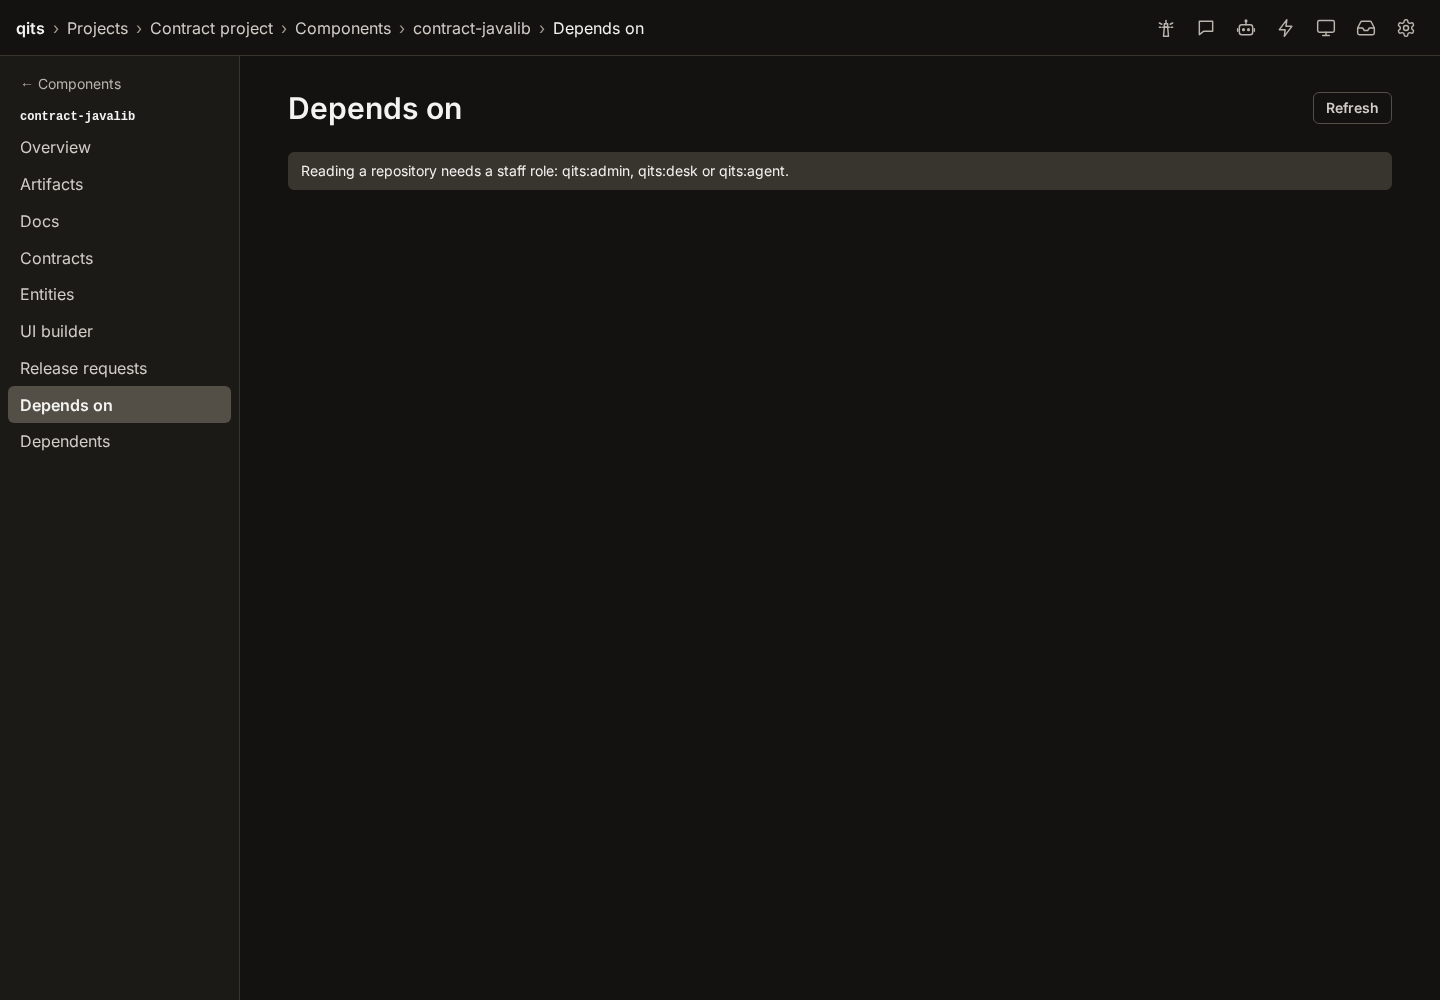 qits › Projects › Contract project › Components › contract-javalib › Depends on
← Components
contract-javalib
Overview
Artifacts
Docs
Contracts
Entities
UI builder
Release requests
Depends on
Dependents
Depends on
Refresh
Reading a repository needs a staff role: qits:admin, qits:desk or qits:agent.